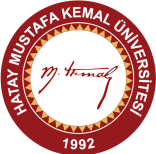 HATAY MUSTAFA KEMAL ÜNİVERSİTESİ
M. Kemal
1992